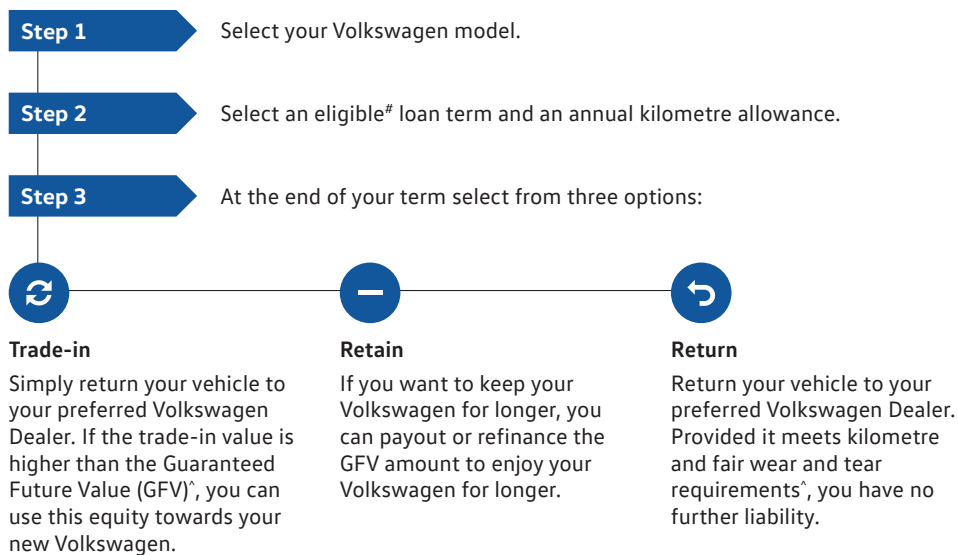 Step 1
Select your Volkswagen model.
Step 2
Select an eligible# loan term and an annual kilometre allowance.
Step 3
At the end of your term select from three options:
Trade-in
Simply return your vehicle to
your preferred Volkswagen
Dealer. If the trade-in value is
higher than the Guaranteed
Future Value (GFV)^, you can
use this equity towards your
new Volkswagen.
Retain
If you want to keep your
Volkswagen for longer, you
can payout or refinance the
GFV amount to enjoy your
Volkswagen for longer.
Return
Return your vehicle to your
preferred Volkswagen Dealer.
Provided it meets kilometre
and fair wear and tear
requirements^, you have no
further liability.